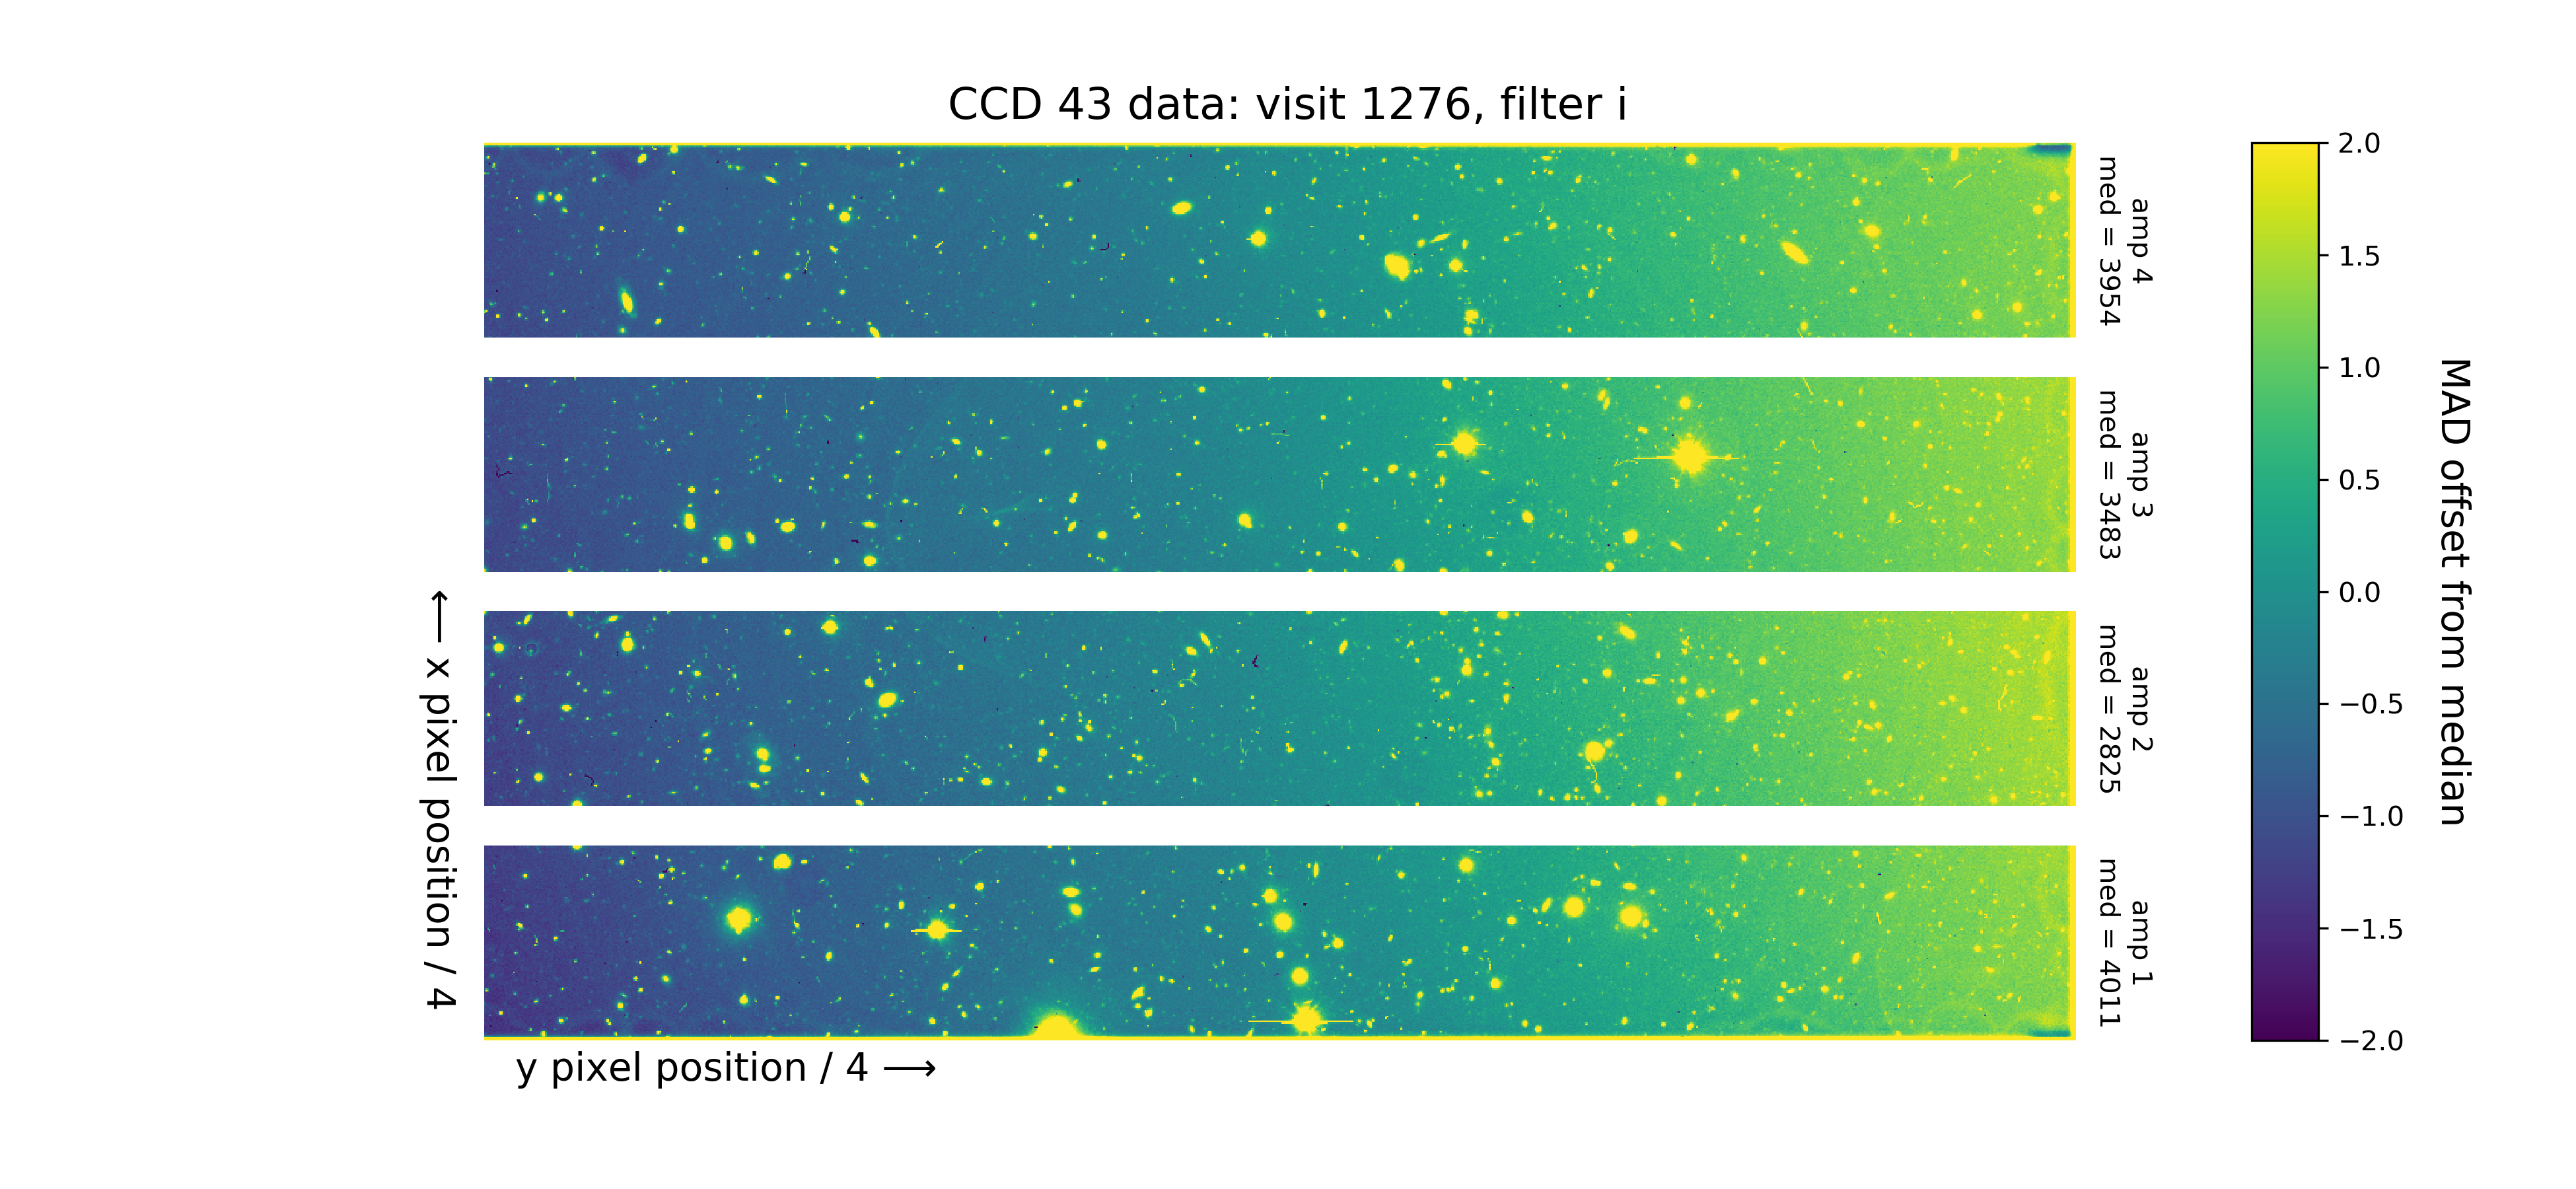 CCD 43 data: visit 1276, filter i
amp 4
med = 3954
amp 3
med = 3483
amp 2
med = 2825
amp 1
med = 4011
⟵ x pixel position / 4
y pixel position / 4 ⟶
2.0
1.5
1.0
0.5
0.0
−0.5
−1.0
−1.5
−2.0
MAD offset from median